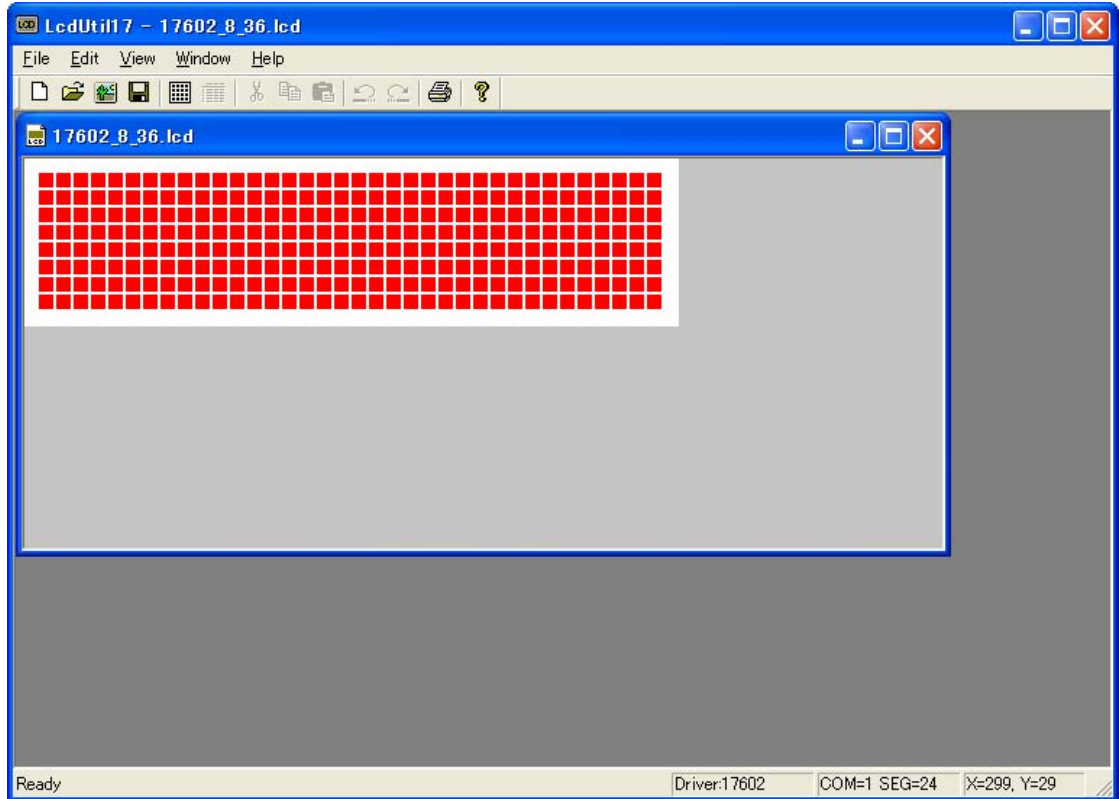 LcdUtil17 - 17602_8_36.lcd
File Edit View Window Help
17602_8_36.lcd
Ready Driver:17602 COM=1 SEG=24 X=299, Y=29